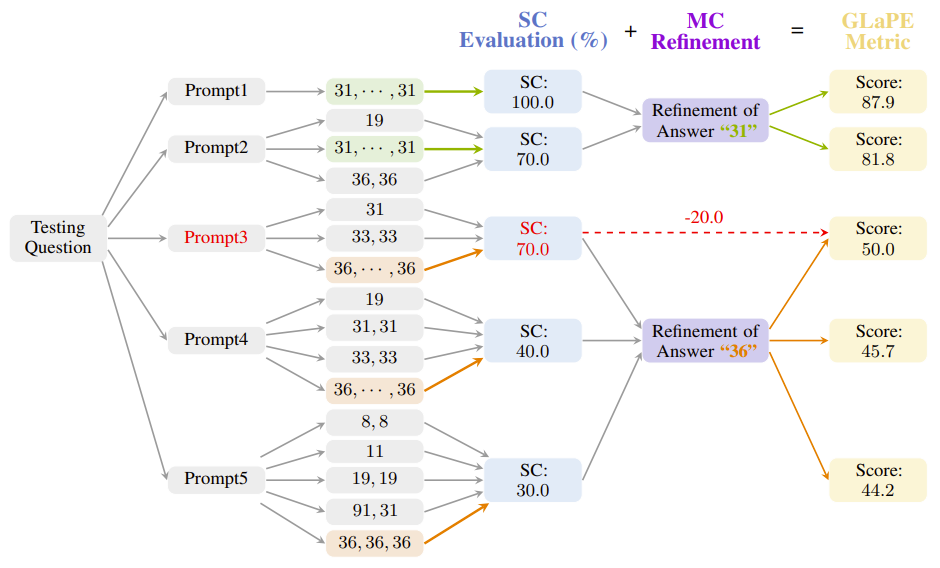 SC
Evaluation (%)
+
MC
Refinement
=
GLaPE
Metric
Testing
Question
Prompt1
31, ⋯ , 31
SC:
100.0
Refinement of
Answer “31”
Score:
87.9
Prompt2
19
31, ⋯ , 31
36, 36
SC:
70.0
Score:
81.8
Prompt3
31
33, 33
36, ⋯ , 36
SC:
70.0
-20.0
Score:
50.0
Prompt4
19
31, 31
33, 33
36, ⋯ , 36
SC:
40.0
Refinement of
Answer “36”
Score:
45.7
Prompt5
8, 8
11
19, 19
91, 31
36, 36, 36
SC:
30.0
Score:
44.2